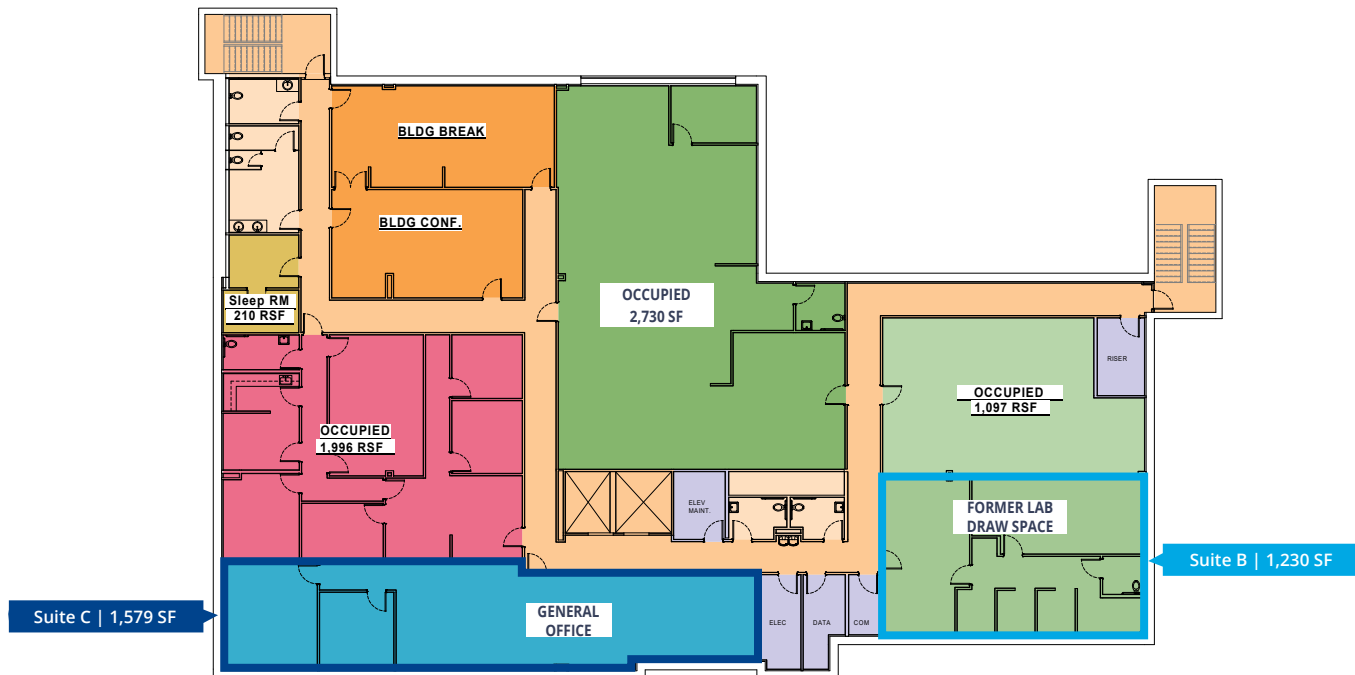 BLDG BREAK
BLDG CONF.
Sleep RM
210 RSF
OCCUPIED
2,730 SF
RISER
OCCUPIED
1,097 RSF
OCCUPIED
1,996 RSF
ELEV
MAINT.
FORMER LAB
DRAW SPACE
Suite B | 1,230 SF
Suite C | 1,579 SF
GENERAL
OFFICE
ELEC
DATA
COM